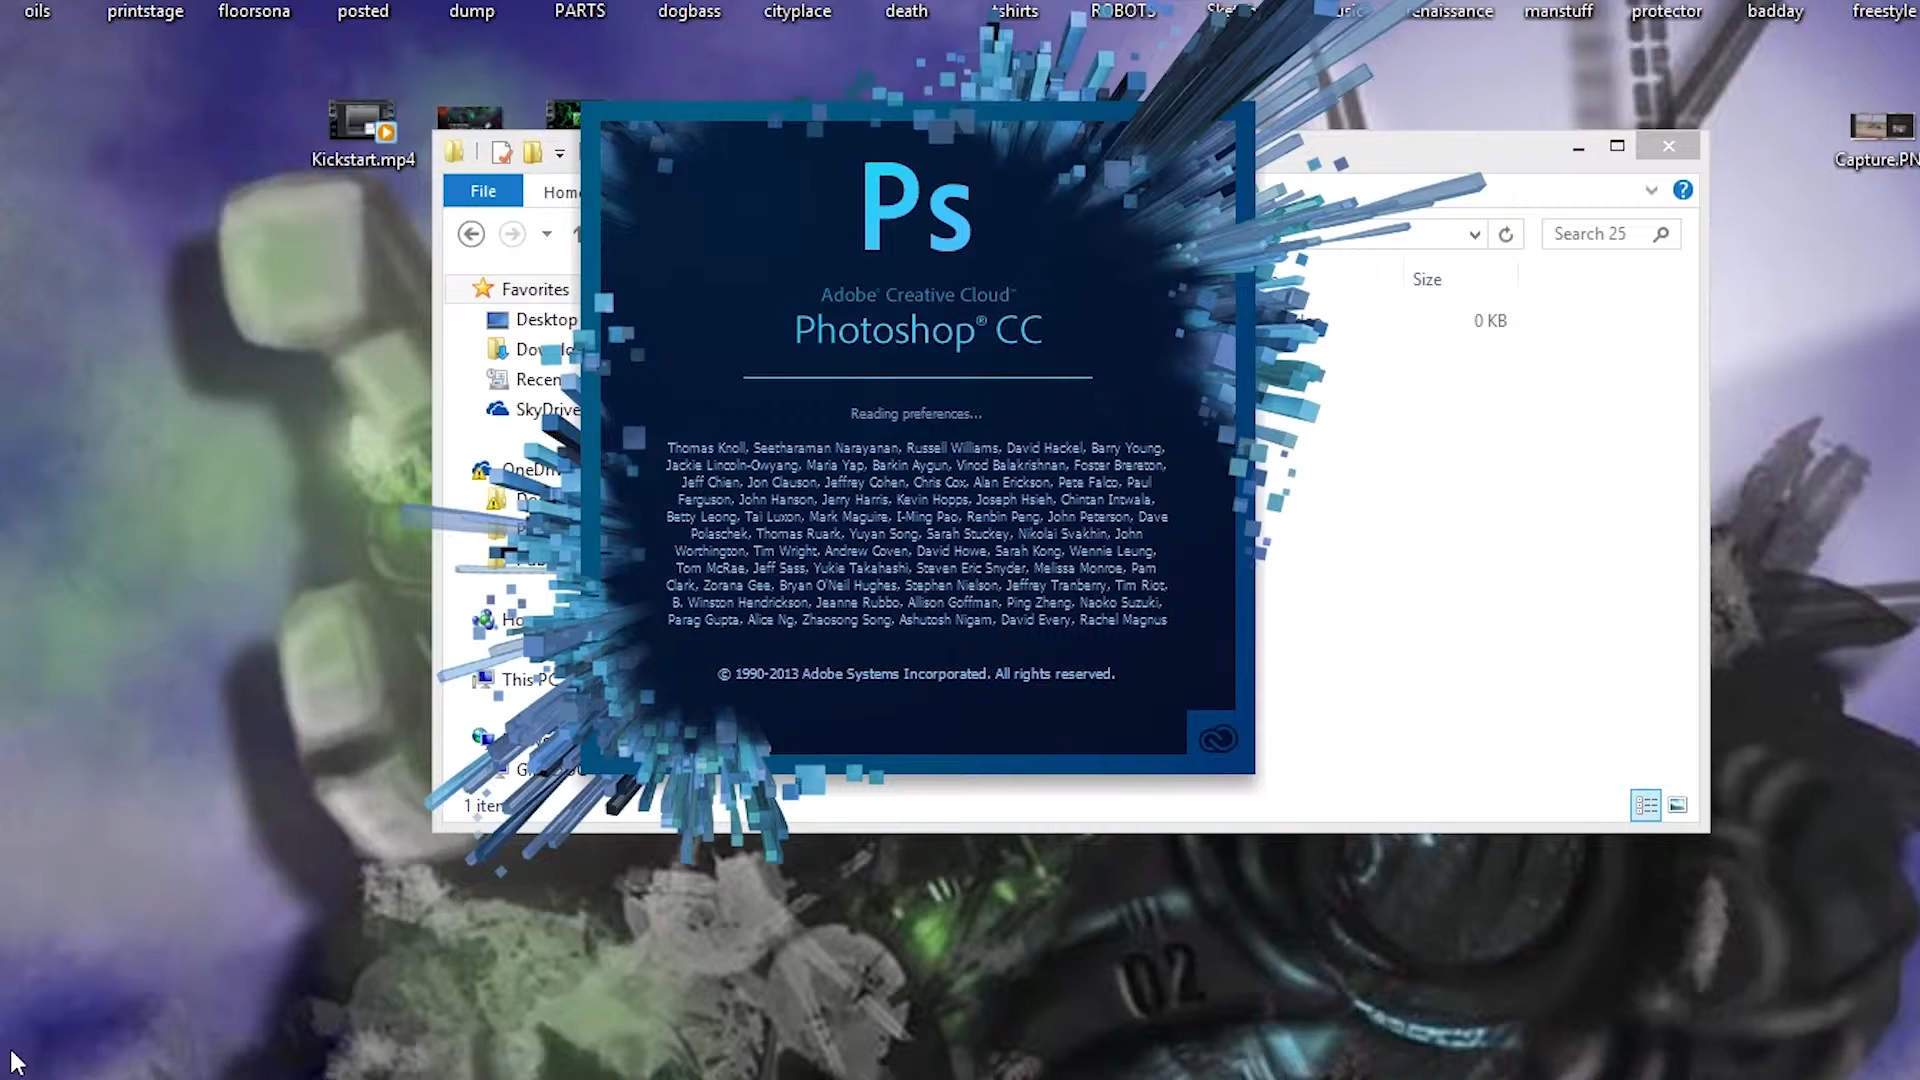 oils printstage floorsona posted dump PARTS dogbass cityplace death tshirts ROBOTS manstuff protector badday freestyle
Kickstart.mp4
Capture.PN
File
Home
Search 25
Favorites
Size
Desktop
0 KB
SkyDrive
This PC
Ps
Adobe® Creative Cloud™
Photoshop® CC
Reading preferences...
Thomas Knoll, Seetharaman Narayanan, Russell Williams, David Hackel, Barry Young,
Jackie Lincoln-Owyang, Maria Yap, Barkin Aygun, Vinod Balakrishnan, Foster Brereton,
Jeff Chien, Jon Clauson, Jeffrey Cohen, Chris Cox, Alan Erickson, Pete Falco, Paul
Ferguson, John Hanson, Jerry Harris, Kevin Hopps, Joseph Hsieh, Chintan Intwala,
Betty Leong, Tai Luxon, Mark Maguire, I-Ming Pao, Renbin Peng, John Peterson, Dave
Polaschek, Thomas Ruark, Yuyan Song, Sarah Stuckey, Nikolai Svakhin, John
Worthington, Tim Wright, Andrew Coven, David Howe, Sarah Kong, Wennie Leung,
Tom McRae, Jeff Sass, Yukie Takahashi, Steven Eric Snyder, Melissa Monroe, Pam
Clark, Zorana Gee, Bryan O'Neil Hughes, Stephen Nielson, Jeffrey Tranberry, Tim Riot,
B. Winston Hendrickson, Jeanne Rubbo, Allison Goffman, Ping Zheng, Naoko Suzuki,
Parag Gupta, Alice Ng, Zhaosong Song, Ashutosh Nigam, David Every, Rachel Magnus
© 1990-2013 Adobe Systems Incorporated. All rights reserved.
02